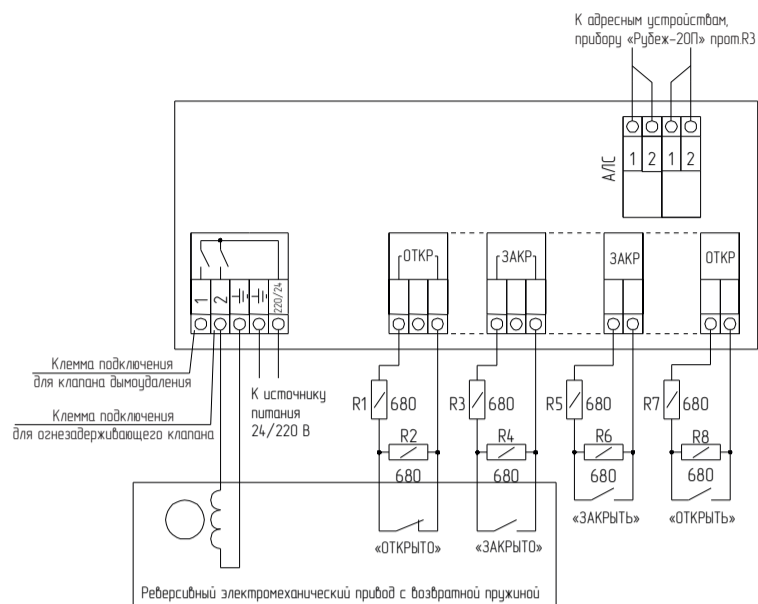 К адресным устройствам,
прибору «Рубеж-20П» прот.R3
АЛС
1 2 1 2
ОТКР. ЗАКР. ЗАКР ОТКР
1 2 220/24
Клемма подключения
для клапана дымоудаления
Клемма подключения
для огнезадерживающего клапана
К источнику
питания
24/220 В
R1 680 R3 680 R5 680 R7 680
R2 R4 R6 R8
680 680 680 680
«ОТКРЫТО» «ЗАКРЫТО» «ЗАКРЫТЬ» «ОТКРЫТЬ»
Реверсивный электромеханический привод с возвратной пружиной